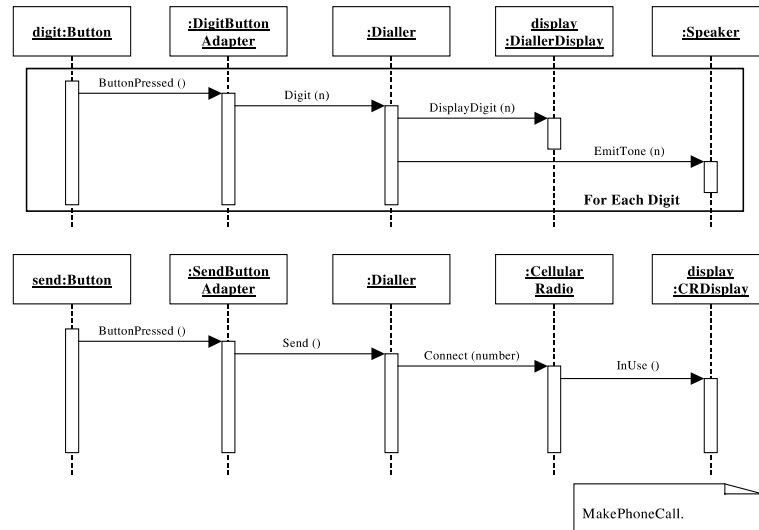 digit:Button
:DigitButton
Adapter
:Dialler
display
:DiallerDisplay
:Speaker
ButtonPressed ()
Digit (n)
DisplayDigit (n)
EmitTone (n)
For Each Digit
send:Button
:SendButton
Adapter
:Dialler
:Cellular
Radio
display
:CRDisplay
ButtonPressed ()
Send ()
Connect (number)
InUse ()
MakePhoneCall.